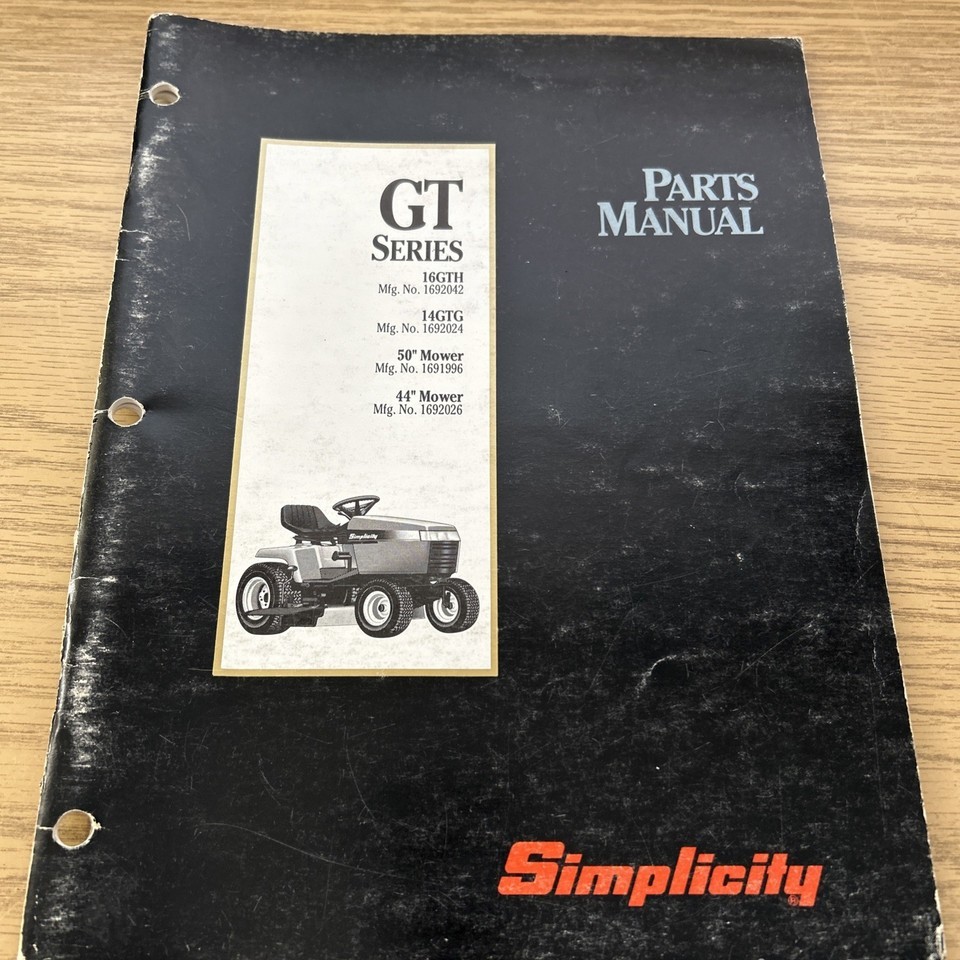 GT
SERIES
16GTH
Mfg. No. 1692042
14GTG
Mfg. No. 1692024
50" Mower
Mfg. No. 1691996
44" Mower
Mfg. No. 1692026
Simplicity
PARTS
MANUAL
Simplicity®